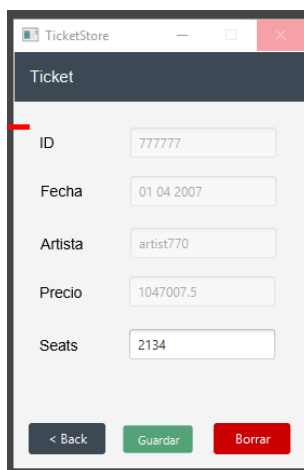 TicketStore
Ticket
ID 777777
Fecha 01 04 2007
Artista artist770
Precio 1047007.5
Seats 2134
< Back Guardar Borrar